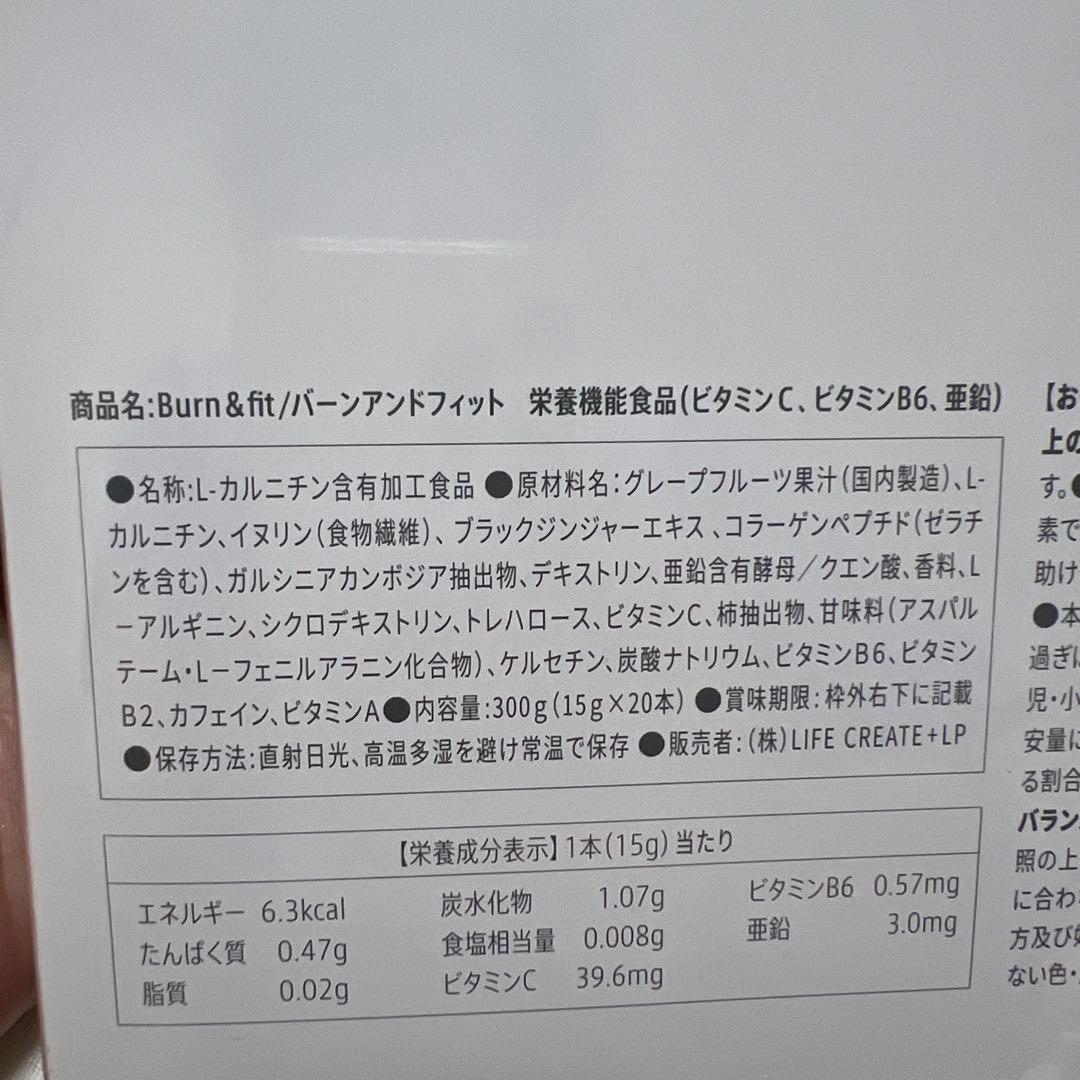 商品名:Burn&fit/バーンアンドフィット 栄養機能食品(ビタミンC、ビタミンB6、亜鉛)
●名称:L-カルニチン含有加工食品 ●原材料名:グレープフルーツ果汁(国内製造)、L-
カルニチン、イヌリン(食物繊維)、ブラックジンジャーエキス、コラーゲンペプチド(ゼラチ
ンを含む)、ガルシニアカンボジア抽出物、デキストリン、亜鉛含有酵母/クエン酸、香料、L
ーアルギニン、シクロデキストリン、トレハロース、ビタミンC、柿抽出物、甘味料(アスパル
テーム・L-フェニルアラニン化合物)、ケルセチン、炭酸ナトリウム、ビタミンB6、ビタミン
B2、カフェイン、ビタミンA●内容量:300g(15g×20本) ●賞味期限:枠外右下に記載
●保存方法:直射日光、高温多湿を避け常温で保存 ●販売者:(株)LIFE CREATE+LP
【栄養成分表示】1本(15g)当たり
エネルギー 6.3kcal 炭水化物 1.07g ビタミンB6 0.57mg
たんぱく質 0.47g 食塩相当量 0.008g 亜鉛 3.0mg
脂質 0.02g ビタミンC 39.6mg
【お
上の
す。●
素で
助け
●本
過ぎ
児・小
安量に
る割合
バラン
照の上
に合わ
方及び
ない色・